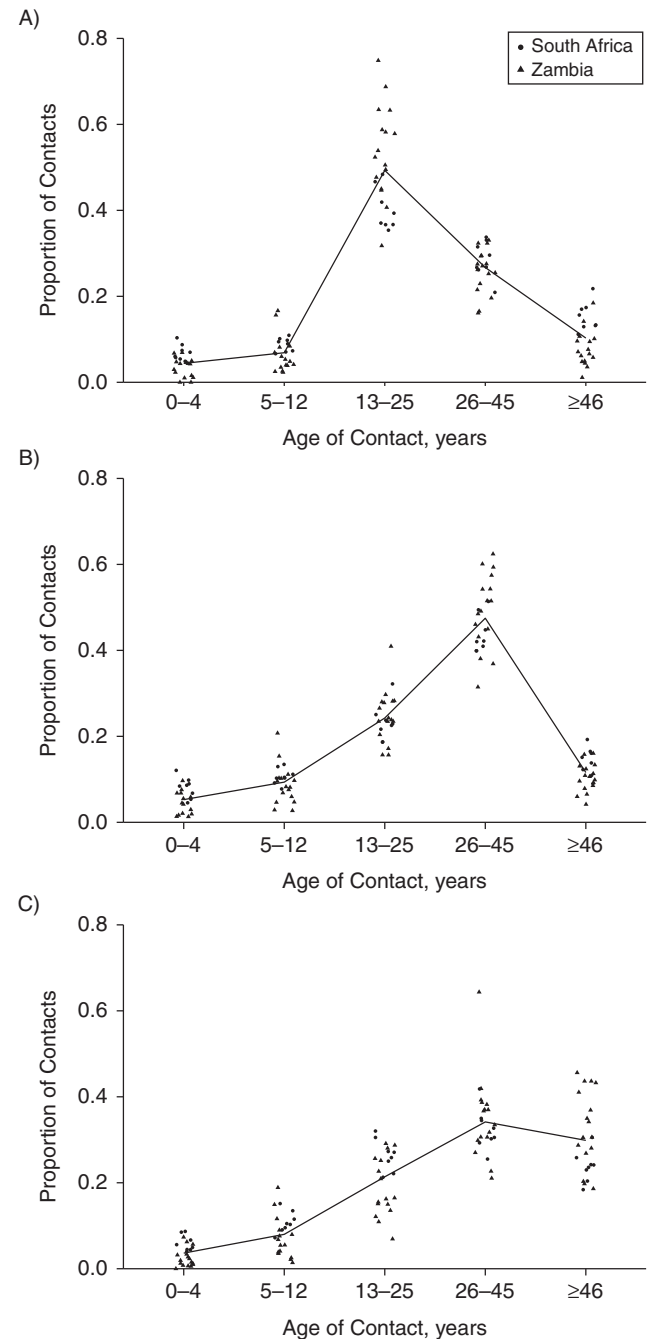 A)
0.8
South Africa
Zambia
0.6
0.4
0.2
0.0
Proportion of Contacts
0–4 5–12 13–25 26–45 ≥46
Age of Contact, years
B)
0.8
0.6
0.4
0.2
0.0
Proportion of Contacts
0–4 5–12 13–25 26–45 ≥46
Age of Contact, years
C)
0.8
0.6
0.4
0.2
0.0
Proportion of Contacts
0–4 5–12 13–25 26–45 ≥46
Age of Contact, years